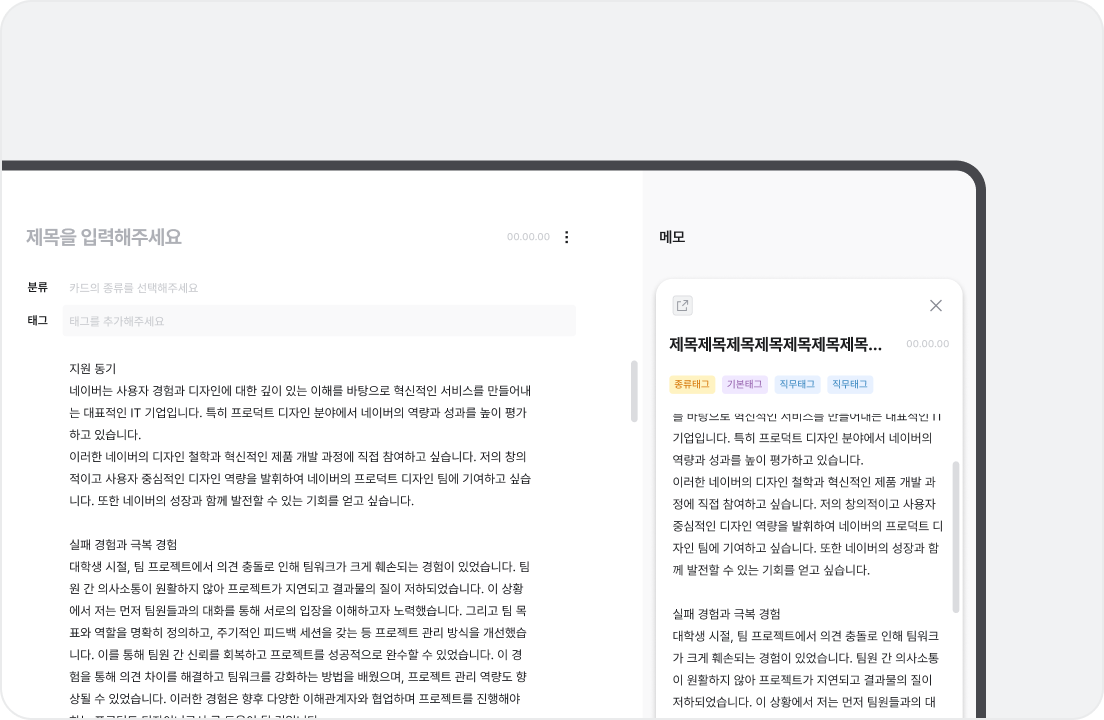 제목을 입력해주세요
00.00.00
분류
카드의 종류를 선택해주세요
태그
태그를 추가해주세요
지원 동기
네이버는 사용자 경험과 디자인에 대한 깊이 있는 이해를 바탕으로 혁신적인 서비스를 만들어내
는 대표적인 IT 기업입니다. 특히 프로덕트 디자인 분야에서 네이버의 역량과 성과를 높이 평가
하고 있습니다.
이러한 네이버의 디자인 철학과 혁신적인 제품 개발 과정에 직접 참여하고 싶습니다. 저의 창의
적이고 사용자 중심적인 디자인 역량을 발휘하여 네이버의 프로덕트 디자인 팀에 기여하고 싶습
니다. 또한 네이버의 성장과 함께 발전할 수 있는 기회를 얻고 싶습니다.
실패 경험과 극복 경험
대학생 시절, 팀 프로젝트에서 의견 충돌로 인해 팀워크가 크게 훼손되는 경험이 있었습니다. 팀
원 간 의사소통이 원활하지 않아 프로젝트가 지연되고 결과물의 질이 저하되었습니다. 이 상황
에서 저는 먼저 팀원들과의 대화를 통해 서로의 입장을 이해하고자 노력했습니다. 그리고 팀 목
표와 역할을 명확히 정의하고, 주기적인 피드백 세션을 갖는 등 프로젝트 관리 방식을 개선했습
니다. 이를 통해 팀원 간 신뢰를 회복하고 프로젝트를 성공적으로 완수할 수 있었습니다. 이 경
험을 통해 의견 차이를 해결하고 팀워크를 강화하는 방법을 배웠으며, 프로젝트 관리 역량도 향
상될 수 있었습니다. 이러한 경험은 향후 다양한 이해관계자와 협업하며 프로젝트를 진행해야
메모
제목제목제목제목제목제목제목...
00.00.00
종류태그
기본태그
직무태그
직무태그
를 바탕으로 혁신적인 서비스를 만들어내는 대표적인 IT
기업입니다. 특히 프로덕트 디자인 분야에서 네이버의
역량과 성과를 높이 평가하고 있습니다.
이러한 네이버의 디자인 철학과 혁신적인 제품 개발 과
정에 직접 참여하고 싶습니다. 저의 창의적이고 사용자
중심적인 디자인 역량을 발휘하여 네이버의 프로덕트 디
자인 팀에 기여하고 싶습니다. 또한 네이버의 성장과 함
께 발전할 수 있는 기회를 얻고 싶습니다.
실패 경험과 극복 경험
대학생 시절, 팀 프로젝트에서 의견 충돌로 인해 팀워크
가 크게 훼손되는 경험이 있었습니다. 팀원 간 의사소통
이 원활하지 않아 프로젝트가 지연되고 결과물의 질이
저하되었습니다. 이 상황에서 저는 먼저 팀원들과의 대